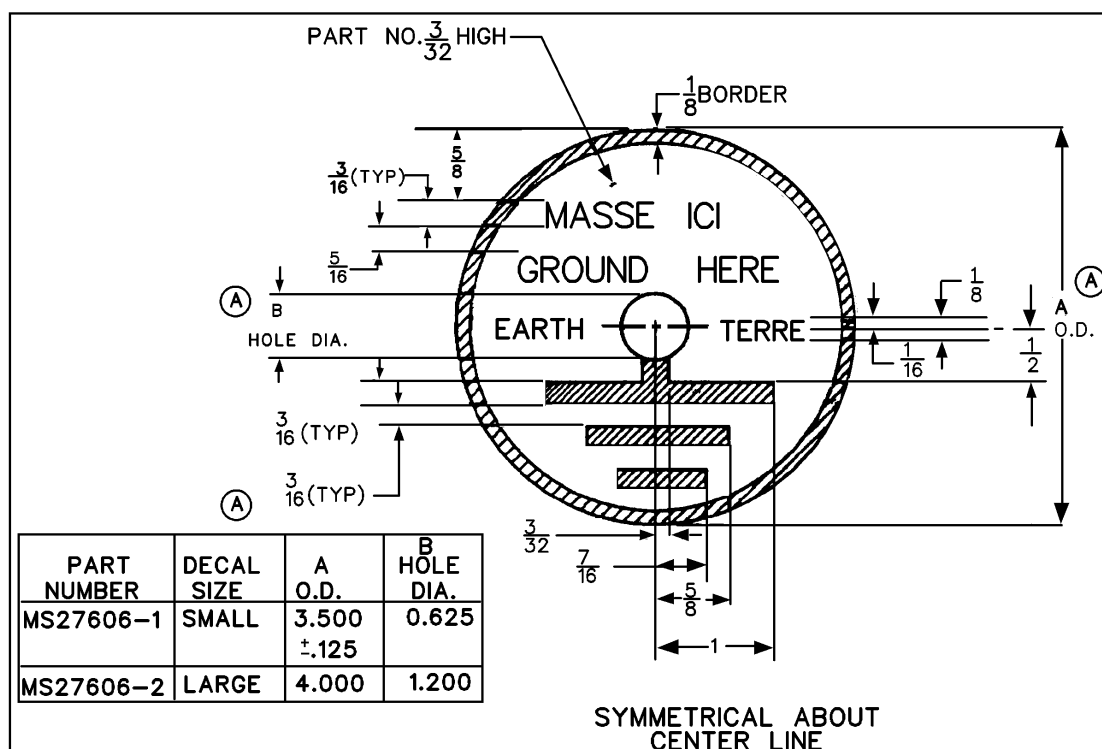 PART NO. 3/32 HIGH
1/8 BORDER
5/8
3/16 (TYP)
MASSE ICI
5/16
GROUND HERE
1/8
A
A
B
A
O.D.
HOLE DIA.
EARTH
TERRE
1/16
1/2
3/16 (TYP)
3/16 (TYP)
A
3/32
7/16
5/8
1
PART NUMBER DECAL SIZE A O.D. B HOLE DIA.
MS27606-1 SMALL 3.500 ±.125 0.625
MS27606-2 LARGE 4.000 1.200
SYMMETRICAL ABOUT
CENTER LINE